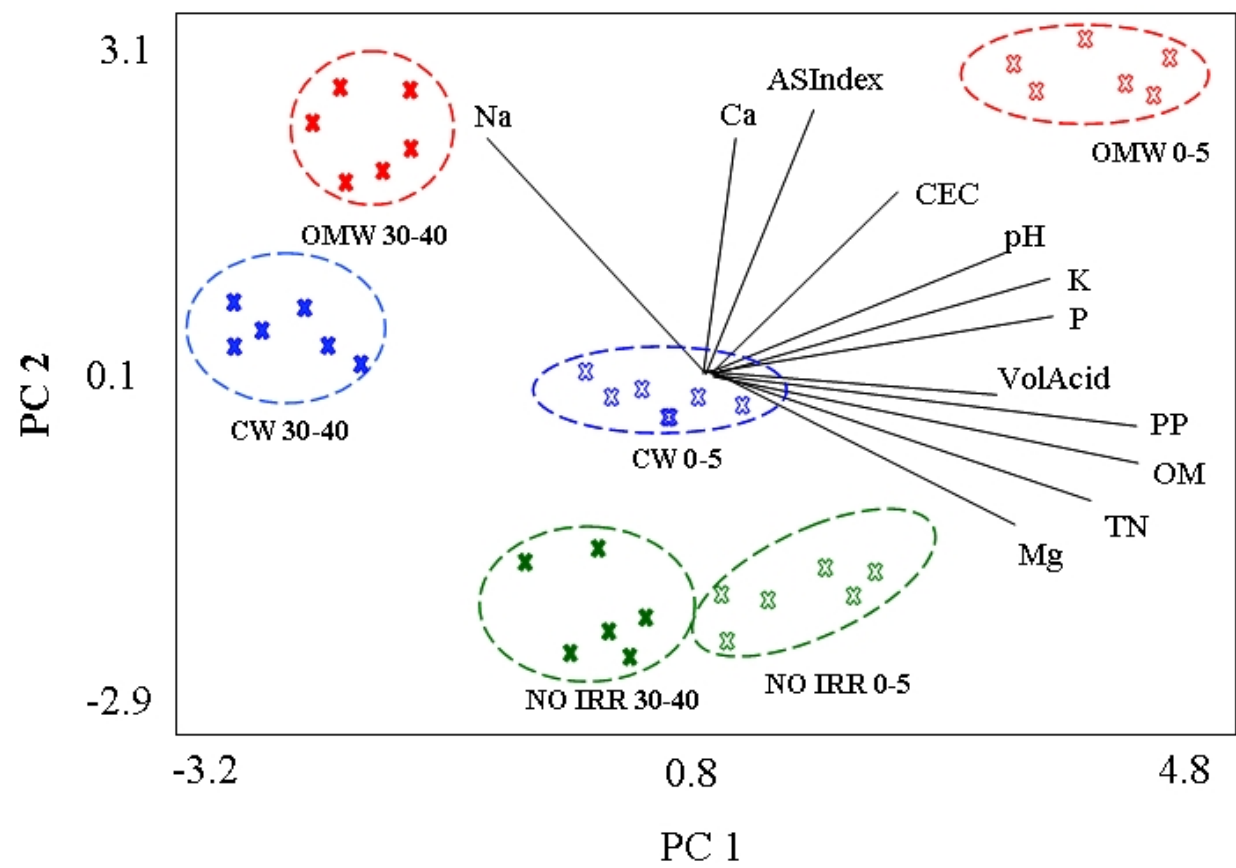 3.1
ASIndex
Na
Ca
OMW 0-5
CEC
OMW 30-40
pH
K
P
0.1
VolAcid
PP
CW 30-40
CW 0-5
OM
TN
Mg
PC 2
NO IRR 0-5
NO IRR 30-40
-2.9
-3.2
0.8
4.8
PC 1